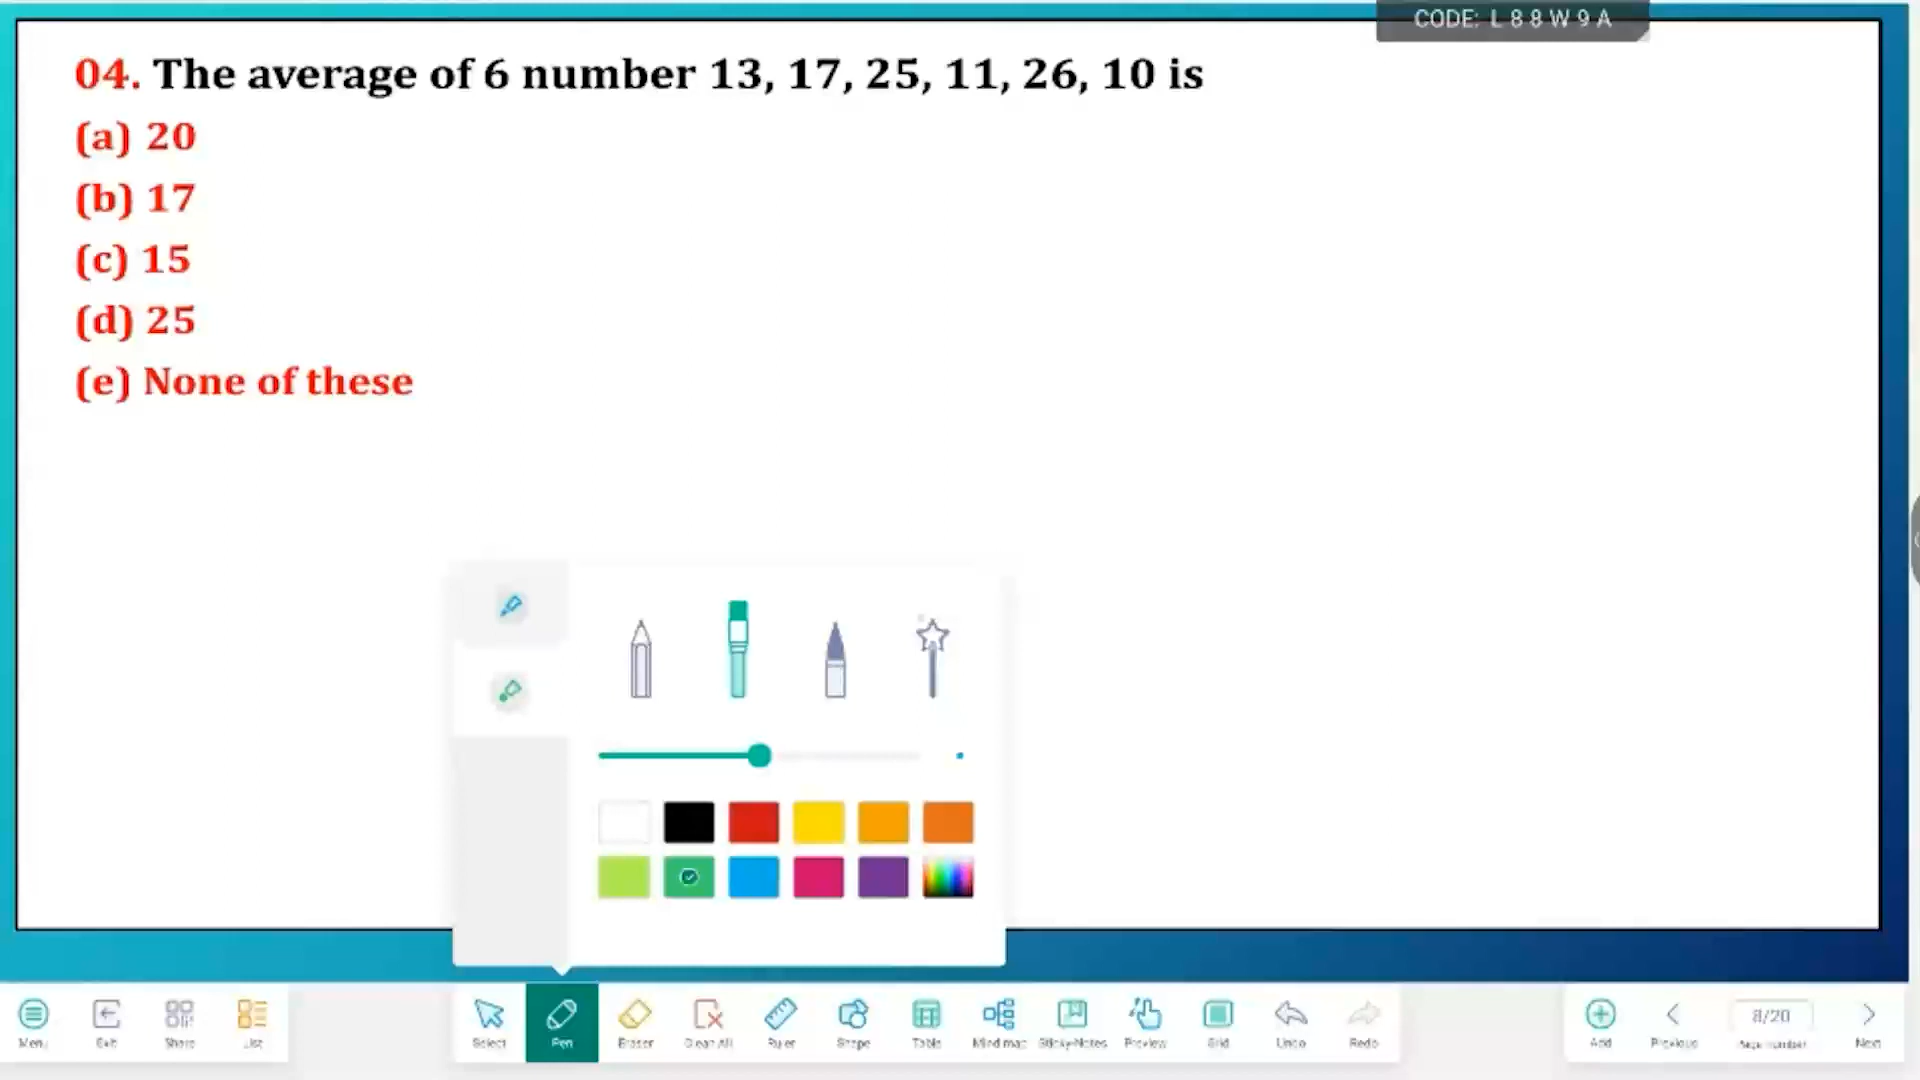 CODE: L 8 8 W 9 A
04. The average of 6 number 13, 17, 25, 11, 26, 10 is
(a) 20
(b) 17
(c) 15
(d) 25
(e) None of these
Menu Exit Share List Select Pen Eraser Clean All Ruler Shape Table Mind map Sticky-Notes Preview Grid Undo Redo Add Previous 8/20 Page number Next